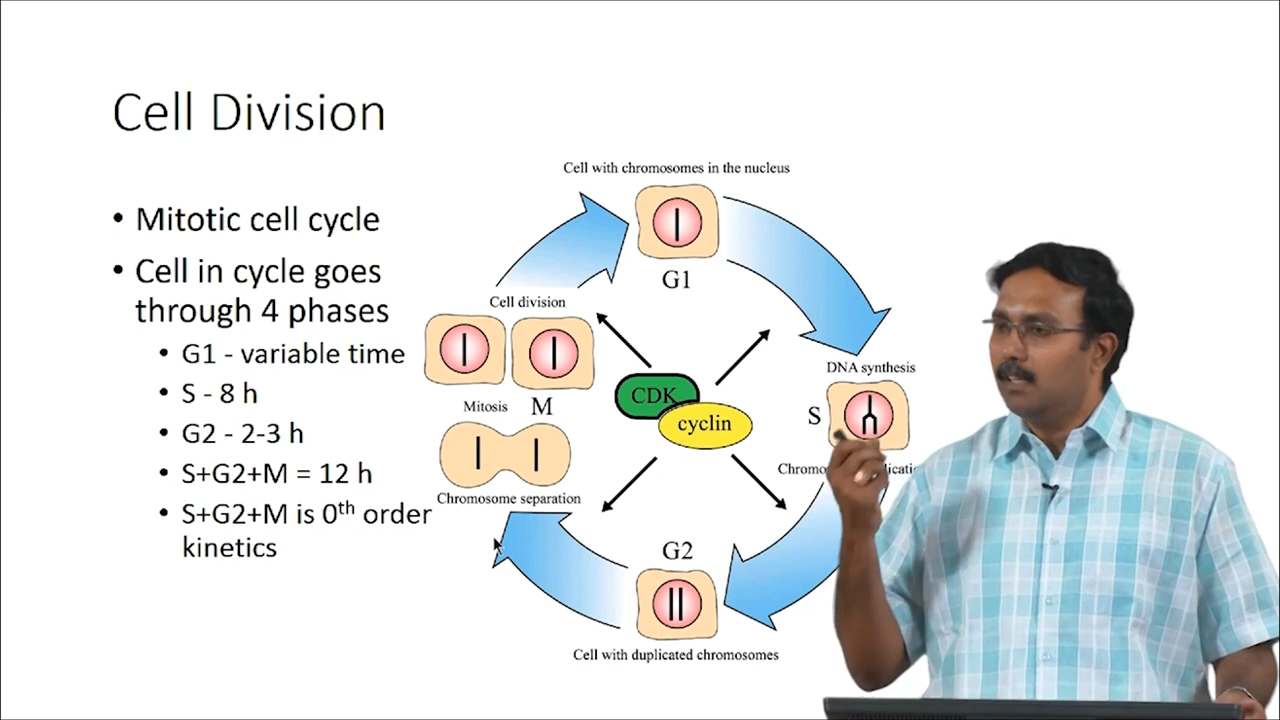 Cell Division
• Mitotic cell cycle
• Cell in cycle goes
through 4 phases
• G1 - variable time
• S - 8 h
• G2 - 2-3 h
• S+G2+M = 12 h
• S+G2+M is 0th order
kinetics
Cell with chromosomes in the nucleus
G1
Cell division
DNA synthesis
CDK
cyclin
S
Mitosis
M
Chromosome separation
G2
Cell with duplicated chromosomes